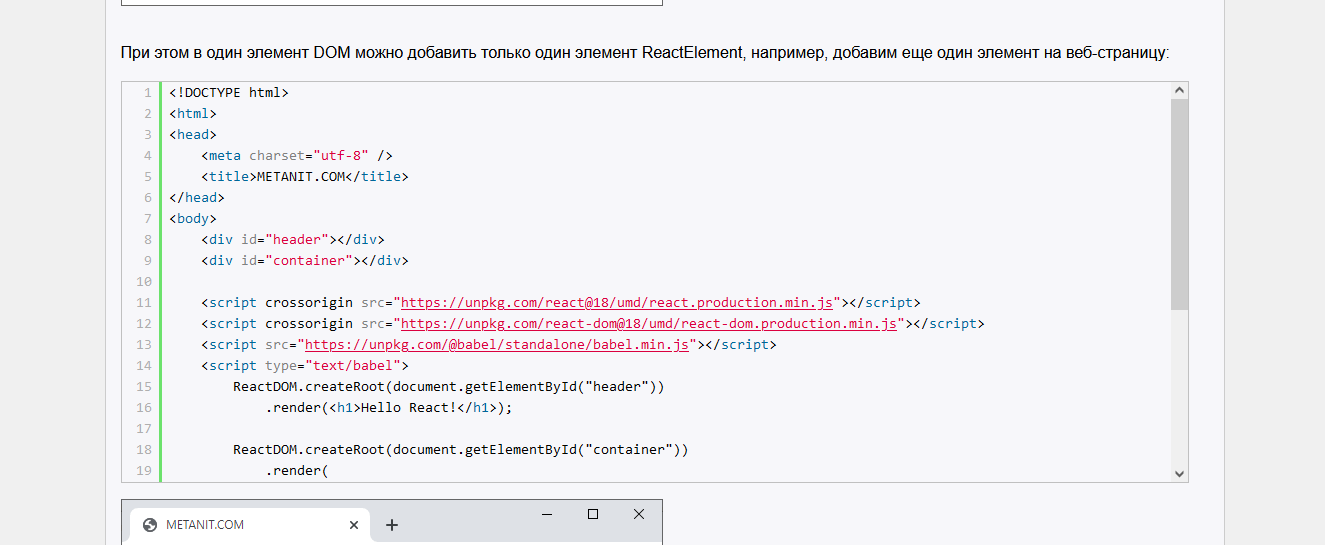 При этом в один элемент DOM можно добавить только один элемент ReactElement, например, добавим еще один элемент на веб-страницу:
1 <!DOCTYPE html>
2 <html>
3 <head>
4     <meta charset="utf-8" />
5     <title>METANIT.COM</title>
6 </head>
7 <body>
8     <div id="header"></div>
9     <div id="container"></div>
10
11     <script crossorigin src="https://unpkg.com/react@18/umd/react.production.min.js"></script>
12     <script crossorigin src="https://unpkg.com/react-dom@18/umd/react-dom.production.min.js"></script>
13     <script src="https://unpkg.com/@babel/standalone/babel.min.js"></script>
14     <script type="text/babel">
15         ReactDOM.createRoot(document.getElementById("header"))
16             .render(<h1>Hello React!</h1>);
17
18         ReactDOM.createRoot(document.getElementById("container"))
19             .render(
METANIT.COM